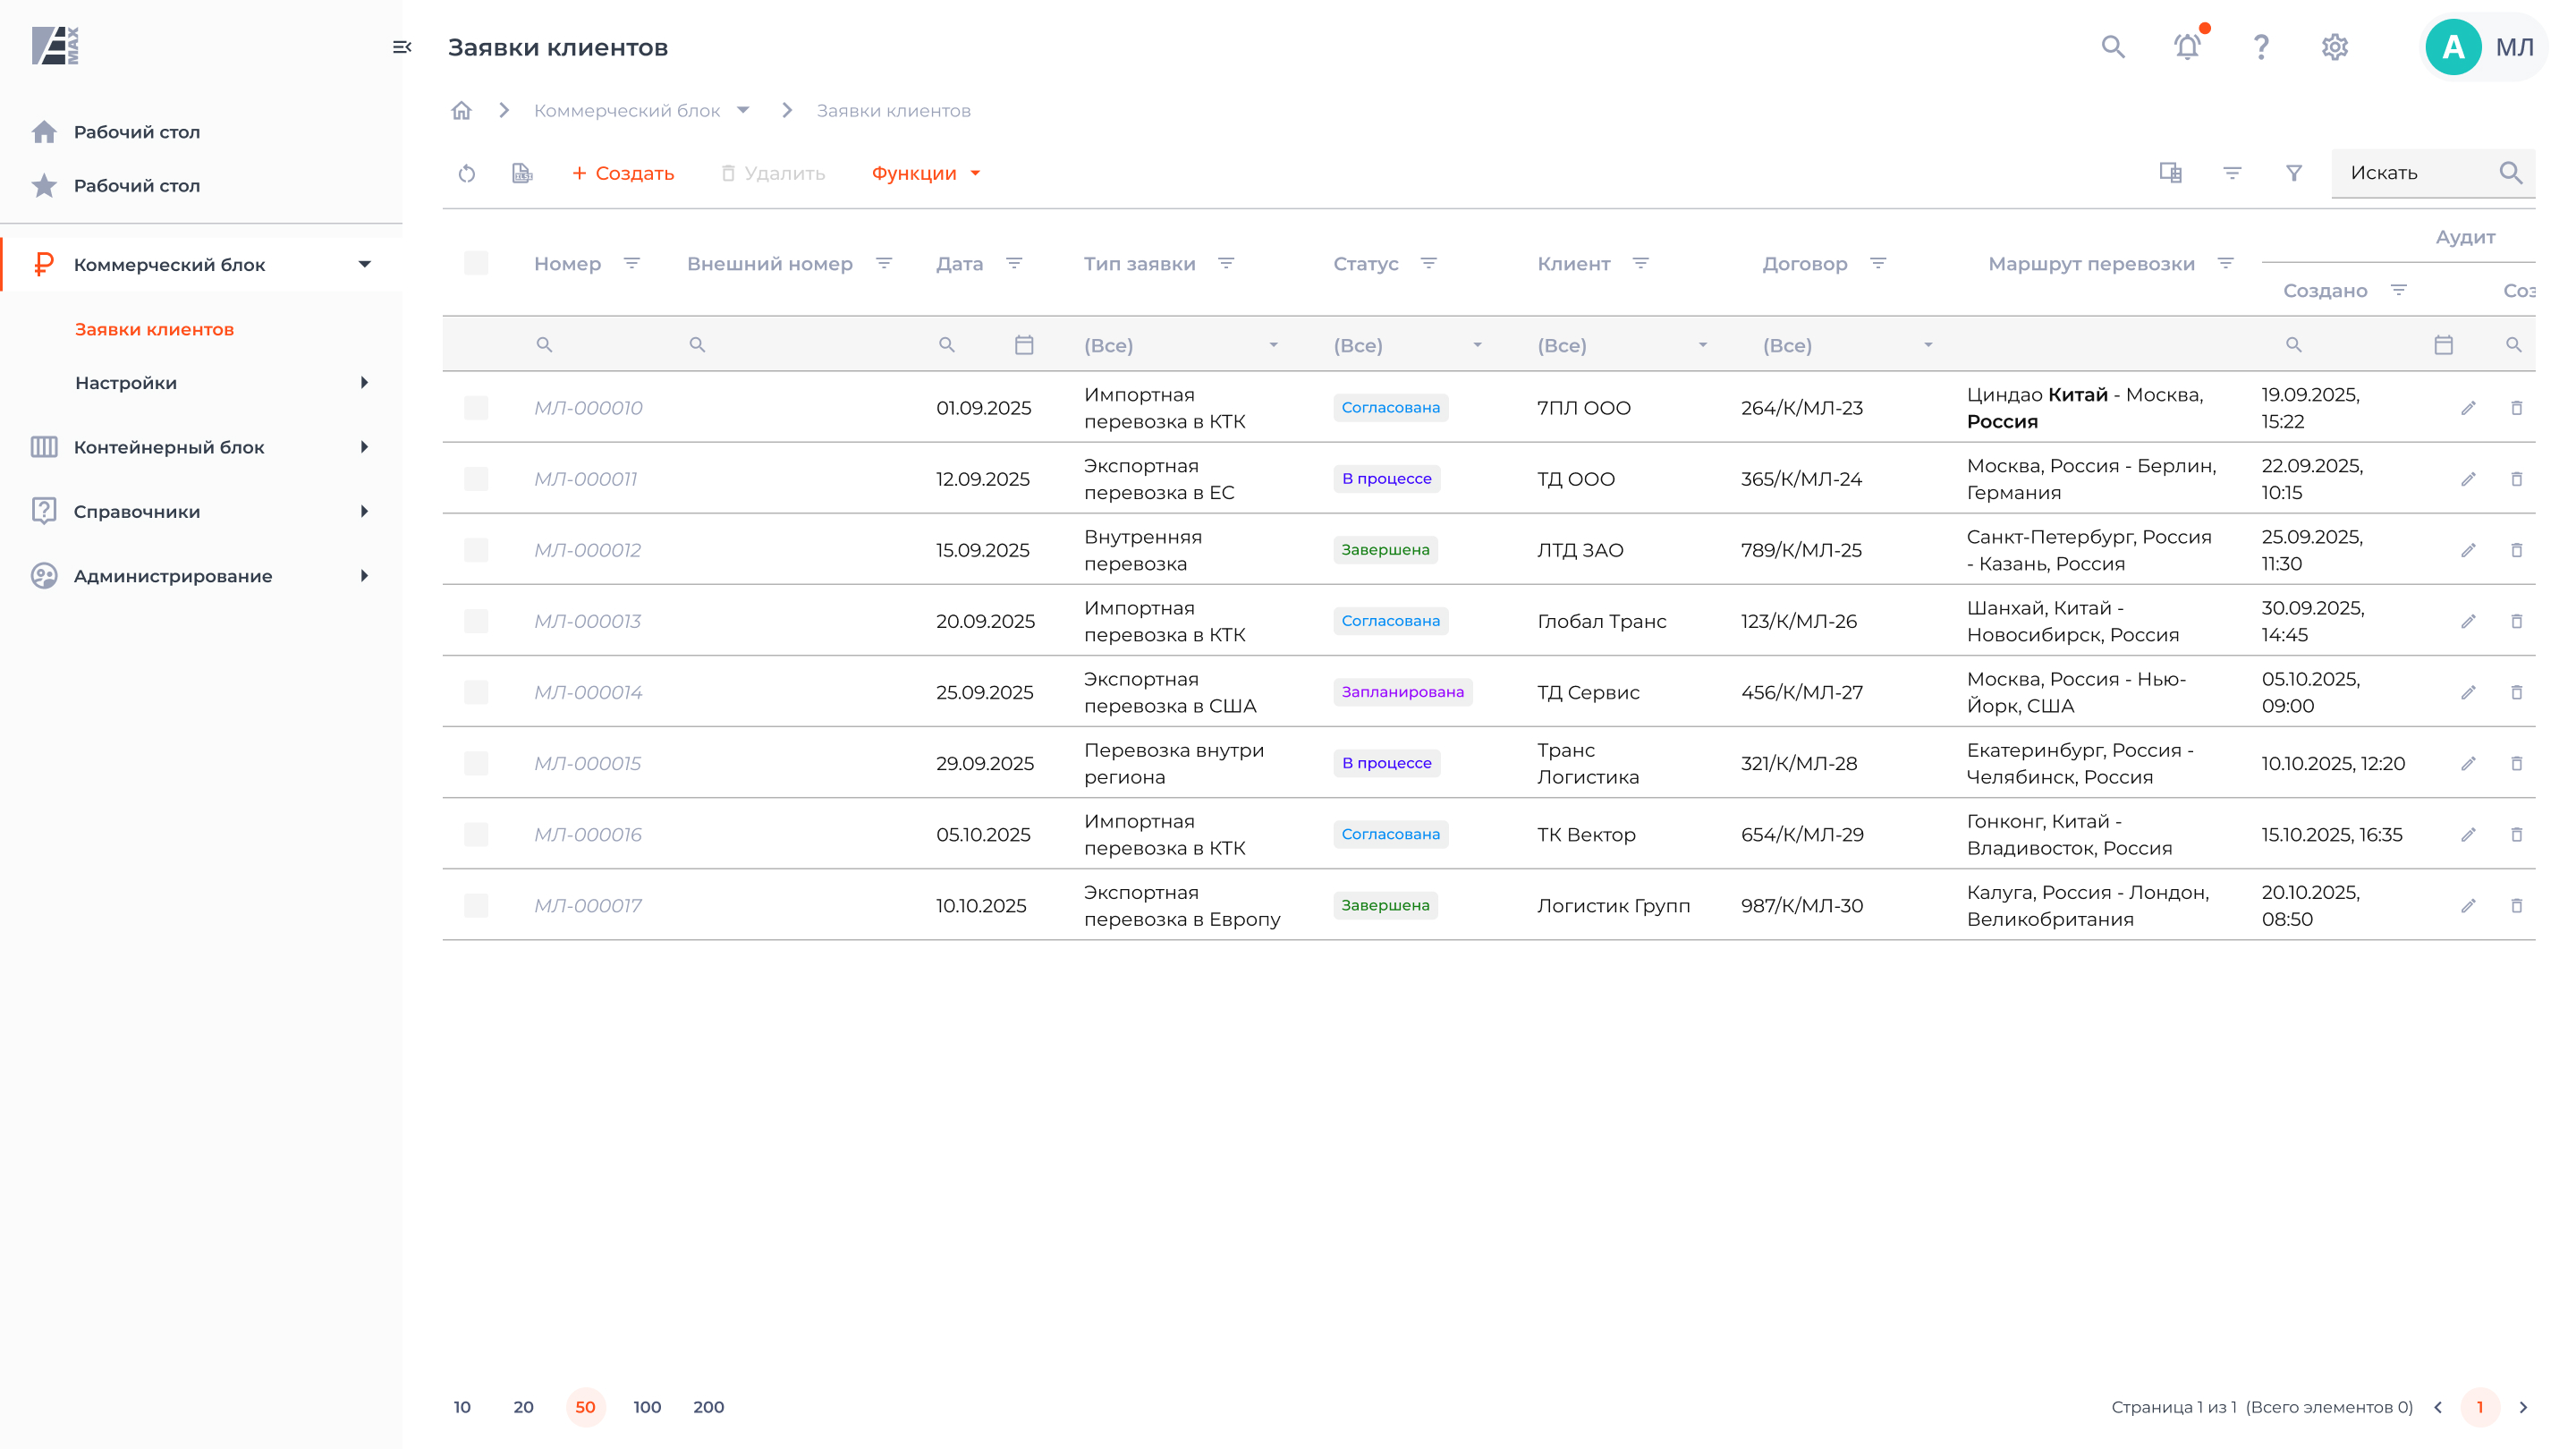 MAX
Заявки клиентов
А МЛ
Рабочий стол
Рабочий стол
Коммерческий блок
Заявки клиентов
Настройки
Контейнерный блок
Справочники
Администрирование
Коммерческий блок Заявки клиентов
+ Создать Удалить Функции Искать
Номер Внешний номер Дата Тип заявки Статус Клиент Договор Маршрут перевозки Аудит
Создано Соз
(Все) (Все) (Все) (Все)
МЛ-000010 01.09.2025 Импортная перевозка в КТК Согласована 7ПЛ ООО 264/К/МЛ-23 Циндао Китай - Москва, Россия 19.09.2025, 15:22
МЛ-000011 12.09.2025 Экспортная перевозка в ЕС В процессе ТД ООО 365/К/МЛ-24 Москва, Россия - Берлин, Германия 22.09.2025, 10:15
МЛ-000012 15.09.2025 Внутренняя перевозка Завершена ЛТД ЗАО 789/К/МЛ-25 Санкт-Петербург, Россия - Казань, Россия 25.09.2025, 11:30
МЛ-000013 20.09.2025 Импортная перевозка в КТК Согласована Глобал Транс 123/К/МЛ-26 Шанхай, Китай - Новосибирск, Россия 30.09.2025, 14:45
МЛ-000014 25.09.2025 Экспортная перевозка в США Запланирована ТД Сервис 456/К/МЛ-27 Москва, Россия - Нью-Йорк, США 05.10.2025, 09:00
МЛ-000015 29.09.2025 Перевозка внутри региона В процессе Транс Логистика 321/К/МЛ-28 Екатеринбург, Россия - Челябинск, Россия 10.10.2025, 12:20
МЛ-000016 05.10.2025 Импортная перевозка в КТК Согласована ТК Вектор 654/К/МЛ-29 Гонконг, Китай - Владивосток, Россия 15.10.2025, 16:35
МЛ-000017 10.10.2025 Экспортная перевозка в Европу Завершена Логистик Групп 987/К/МЛ-30 Калуга, Россия - Лондон, Великобритания 20.10.2025, 08:50
10 20 50 100 200
Страница 1 из 1 (Всего элементов 0) 1